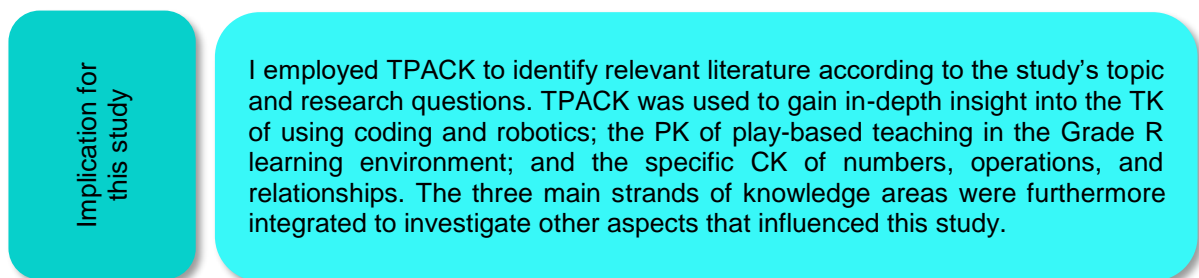 Implication for
this study
I employed TPACK to identify relevant literature according to the study's topic
and research questions. TPACK was used to gain in-depth insight into the TK
of using coding and robotics; the PK of play-based teaching in the Grade R
learning environment; and the specific CK of numbers, operations, and
relationships. The three main strands of knowledge areas were furthermore
integrated to investigate other aspects that influenced this study.